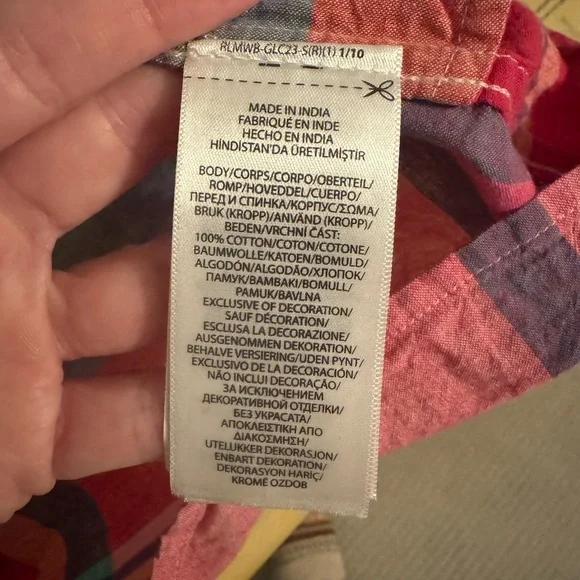 RLMWB-GLC23-S(R)(1) 1/10
MADE IN INDIA
FABRIQUÉ EN INDE
HECHO EN INDIA
HİNDİSTAN'DA ÜRETİLMİŞTİR
BODY/CORPS/CORPO/OBERTEIL/
ROMP/HOVEDDEL/CUERPO/
ПЕРЕД И СПИНКА/КОРПУС/ΣΩΜΑ/
BRUK (KROPP)/ANVÄND (KROPP)/
BEDEN/VRCHNÍ ČÁST:
100% COTTON/COTON/COTONE/
BAUMWOLLE/KATOEN/BOMULD/
ALGODÓN/ALGODÃO/ХЛОПОК/
ΠΑΜΥΚ/ΒΑΜΒΑΚΙ/BOMULL/
PAMUK/BAVLNA
EXCLUSIVE OF DECORATION/
SAUF DÉCORATION/
ESCLUSA LA DECORAZIONE/
AUSGENOMMEN DEKORATION/
BEHALVE VERSIERING/UDEN PYNT/
EXCLUSIVO DE LA DECORACIÓN/
NÃO INCLUI DECORAÇÃO/
ЗА ИСКЛЮЧЕНИЕМ
ДЕКОРАТИВНОЙ ОТДЕЛКИ/
БЕЗ УКРАСАТА/
ΑΠΟΚΛΕΙΣΤΙΚΗ ΑΠΟ
ΔΙΑΚΟΣΜΗΣΗ/
UTELUKKER DEKORASJON/
ENBART DEKORATION/
DEKORASYON HARİÇ/
KROMĚ OZDOB